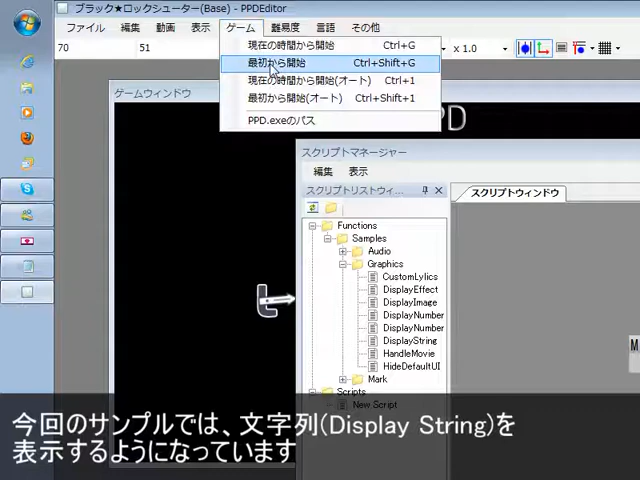 ブラック★ロックシューター(Base) - PPDEditor
ファイル 編集 動画 表示 ゲーム 難易度 言語 その他
70 51 x 1.0
現在の時間から開始 Ctrl+G
最初から開始 Ctrl+Shift+G
現在の時間から開始(オート) Ctrl+1
最初から開始(オート) Ctrl+Shift+1
PPD.exeのパス
ゲームウィンドウ
PD
スクリプトマネージャー
編集 表示
スクリプトリストウィ...
スクリプトウィンドウ
Functions
Samples
Audio
Graphics
CustomLylics
DisplayEffect
DisplayImage
DisplayNumber
DisplayNumber
DisplayString
HandleMovie
HideDefaultUI
Mark
Scripts
New Script
M
今回のサンプルでは、文字列(Display String)を
表示するようになっています